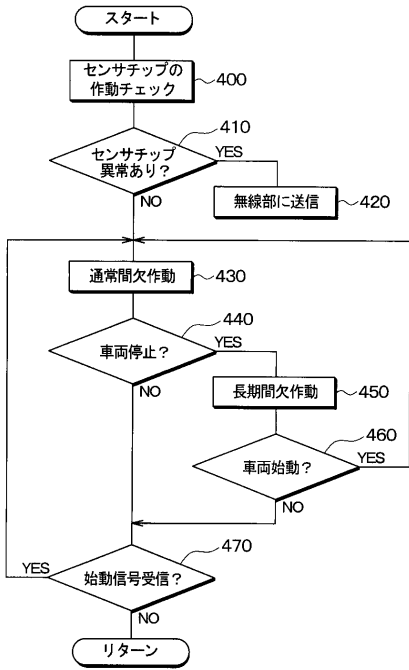 スタート
センサチップの
作動チェック
400
センサチップ
異常あり？
410
YES
NO
無線部に送信
420
通常間欠作動
430
車両停止？
440
YES
NO
長期間欠作動
450
車両始動？
460
YES
NO
始動信号受信？
470
YES
NO
リターン